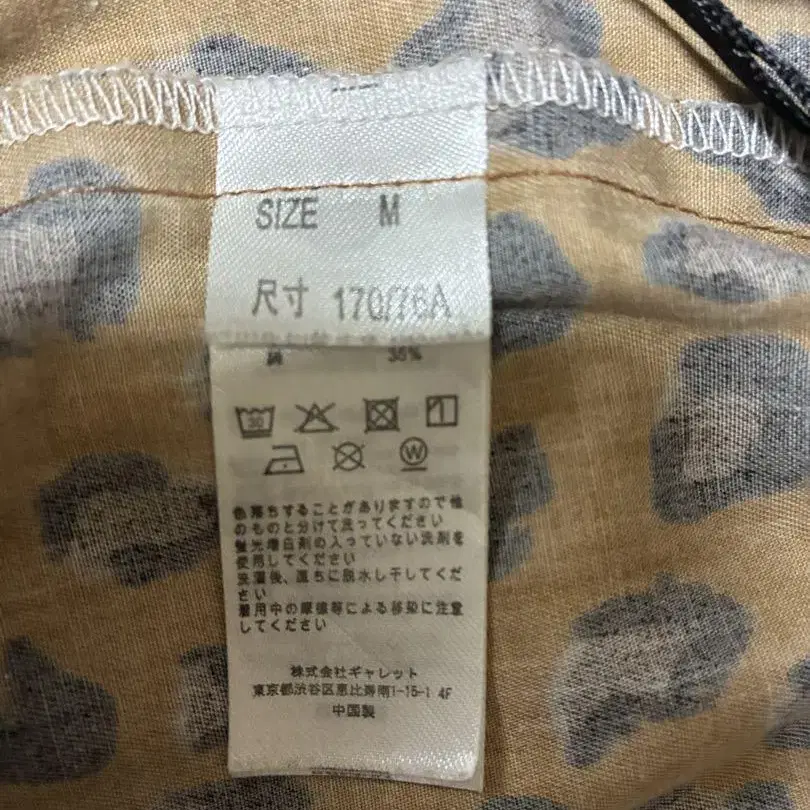 SIZE M
尺寸 170/76A
綿 35%
30
W
色落ちすることがありますので他
のものと分けて洗ってください
蛍光増白剤の入っていない洗剤を
使用してください
洗濯後、直ちに脱水し干してくだ
さい
着用中の摩擦等による移染に注意
してください
株式会社ギャレット
東京都渋谷区恵比寿南1-15-1 4F
中国製